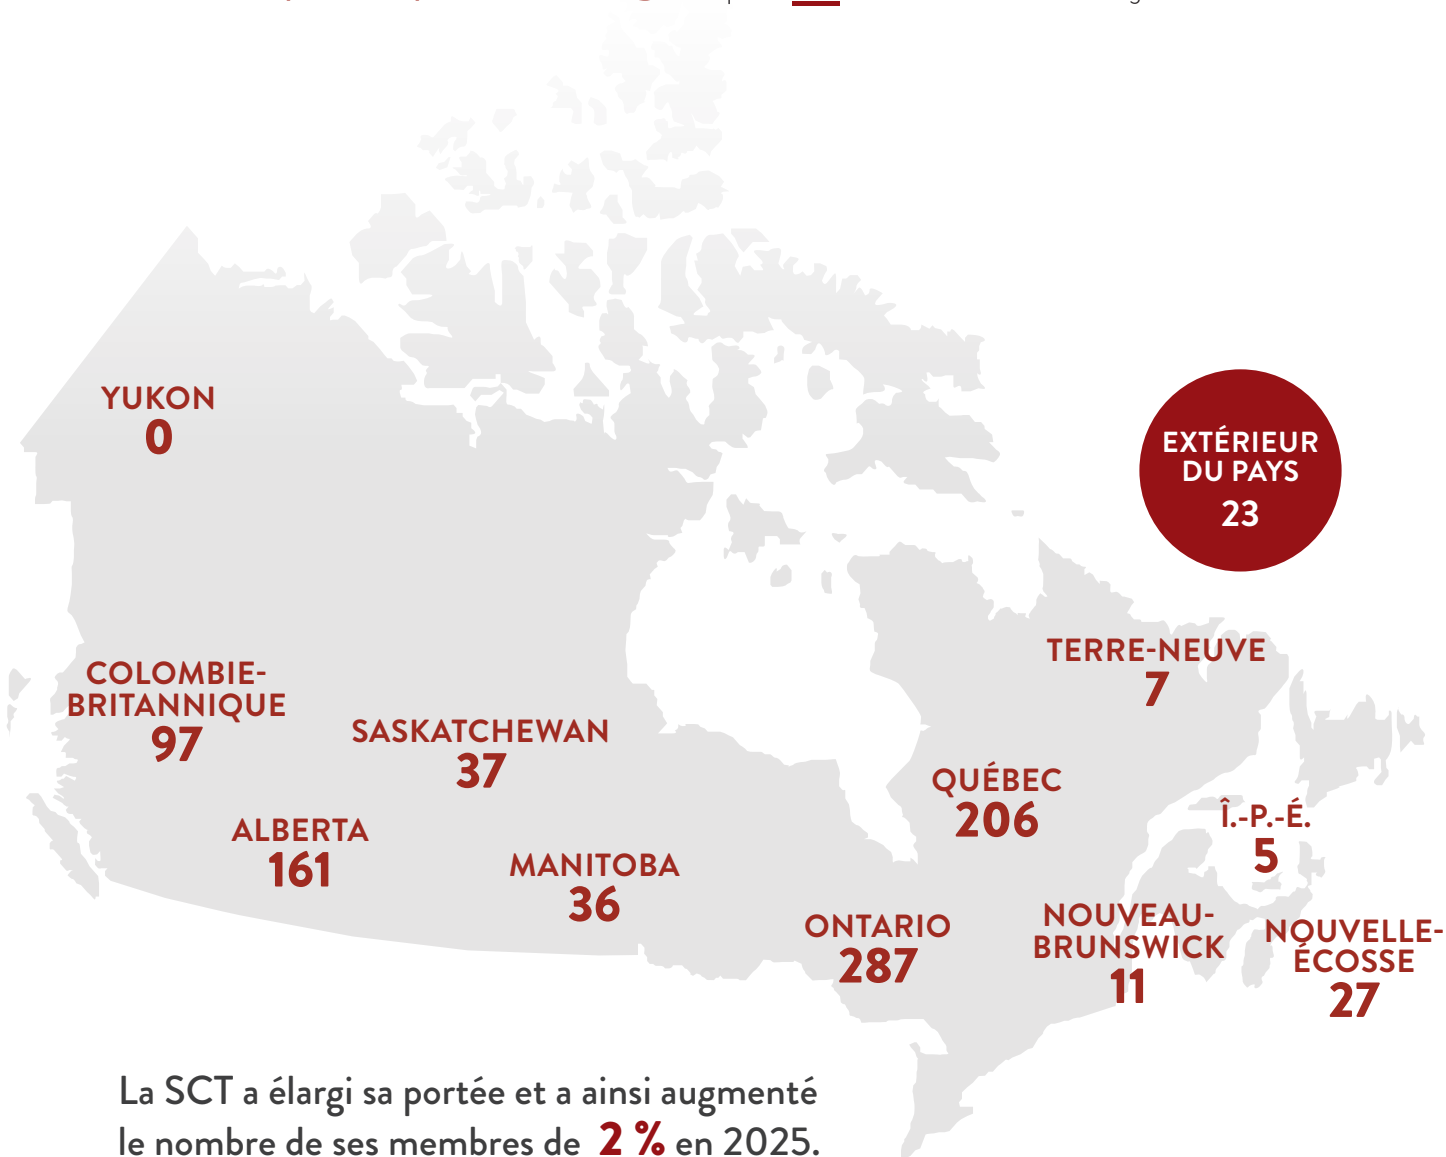 YUKON
0
EXTÉRIEUR
DU PAYS
23
TERRE-NEUVE
7
COLOMBIE-
BRITANNIQUE
97
SASKATCHEWAN
37
QUÉBEC
206
Î.-P.-É.
5
ALBERTA
161
MANITOBA
36
ONTARIO
287
NOUVEAU-
BRUNSWICK
11
NOUVELLE-
ÉCOSSE
27
La SCT a élargi sa portée et a ainsi augmenté
le nombre de ses membres de 2 % en 2025.